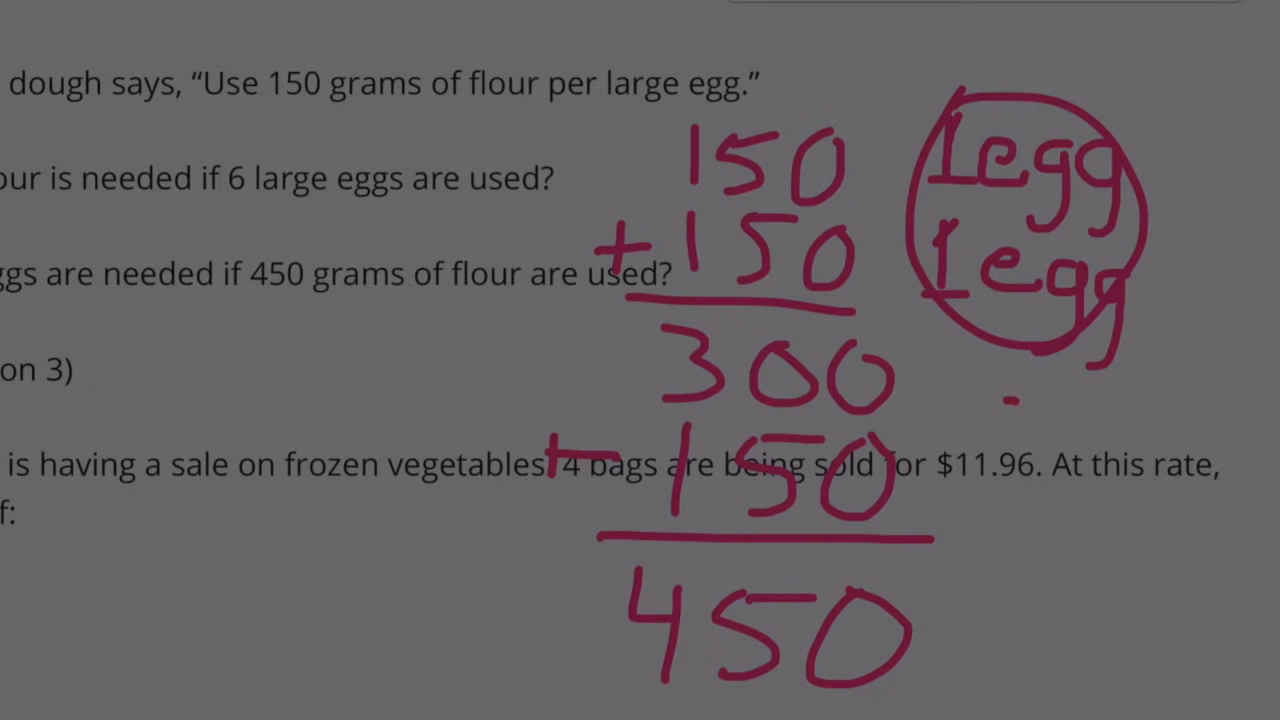 dough says, “Use 150 grams of flour per large egg.”
150 1egg
our is needed if 6 large eggs are used?
+150 1egg
ggs are needed if 450 grams of flour are used?
300
on 3)
+150
is having a sale on frozen vegetables. 4 bags are being sold for $11.96. At this rate,
f:
450